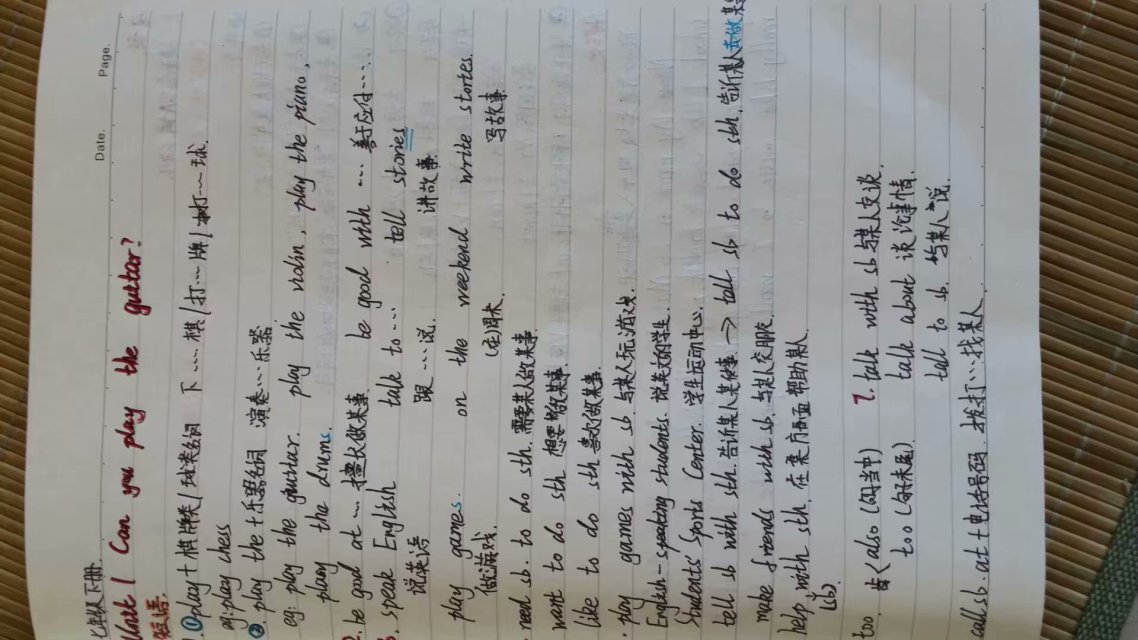 Date. Page.
七年级下册
Unit 1 Can you play the guitar?
短语.
1. ①play+棋牌类/球类名词 下……棋/打……牌/打……球.
eg: play chess
② play the + 乐器名词 演奏……乐器
eg: play the guitar. play the violin, play the piano,
play the drums.
2. be good at … 擅长做某事 be good with … 善于应付…
3. speak English talk to … tell stories
说英语 跟……说. 讲故事
play games. on the weekend write stories.
做游戏 (在)周末 写故事
need sb. to do sth. 需要某人做某事
want to do sth 想要做某事
like to do sth 喜欢做某事
play games with sb 与某人玩游戏
English-speaking students. 说英文的学生.
Students' Sports Center. 学生运动中心.
tell sb with sth. 告诉某人某事 → tell sb to do sth. 告诉某人去做某
make friends with sb. 与某人交朋友
help with sth. 在某方面帮助某人
(sb).
too 也< also (句当中) 7. talk with sb 与某人交谈.
too (句末尾) talk about 谈论事情.
talk to sb. 与某人说.
call sb. at + 电话号码. 拨打…找某人